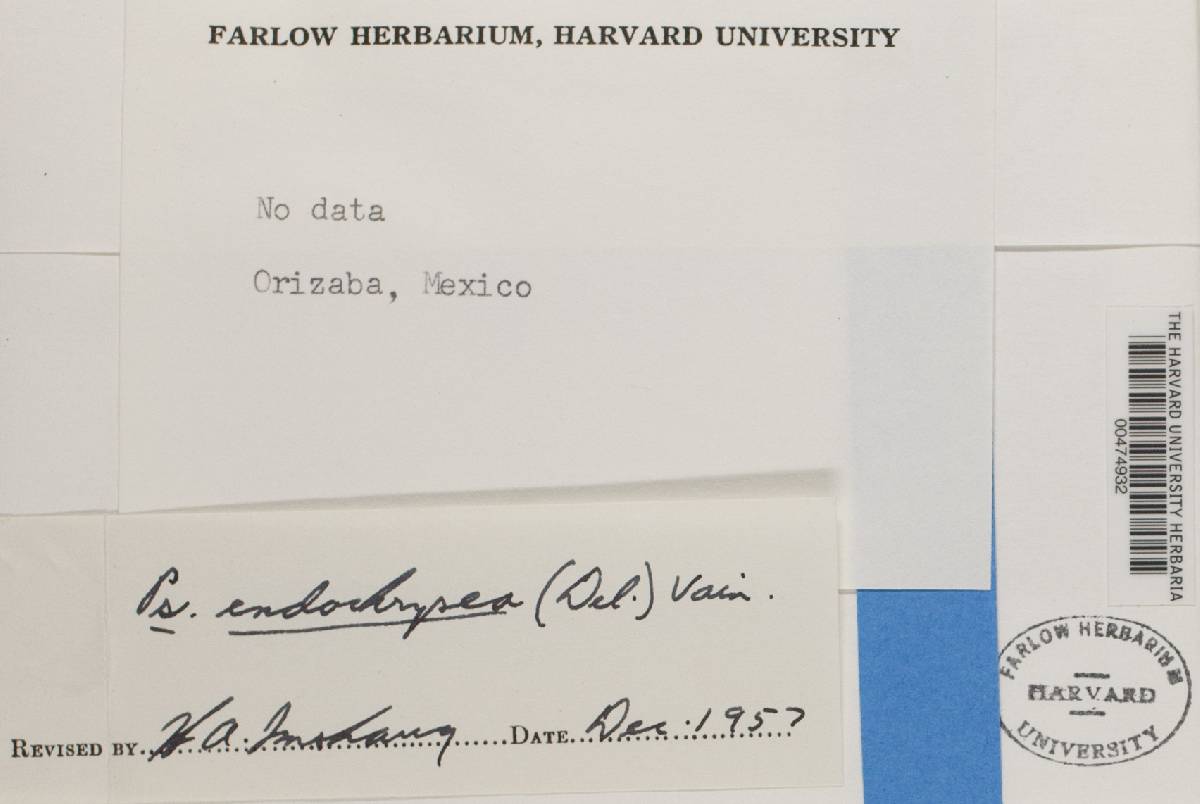 FARLOW HERBARIUM, HARVARD UNIVERSITY
No data
Orizaba, Mexico
Ps. endochrysea (Del.) Vain.
REVISED BY H A. Imshaug DATE Dec. 1957
THE HARVARD UNIVERSITY HERBARIA
00474932
FARLOW HERBARIUM
HARVARD
UNIVERSITY